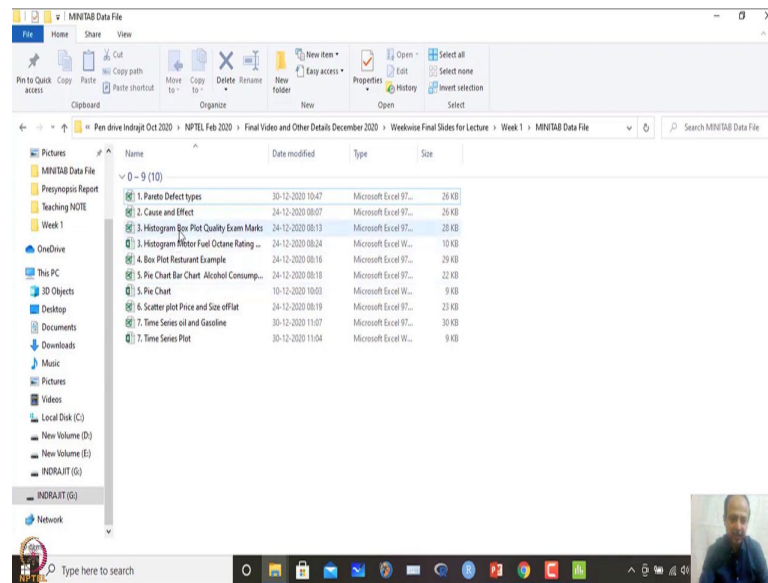 MINITAB Data File
File Home Share View
Pin to Quick access
Copy
Paste
Cut
Copy path
Paste shortcut
Clipboard
Move to
Copy to
Delete
Rename
Organize
New folder
New item
Easy access
New
Properties
Open
Edit
History
Open
Select all
Select none
Invert selection
Select
« Pen drive Indrajit Oct 2020 > NPTEL Feb 2020 > Final Video and Other Details December 2020 > Weekwise Final Slides for Lecture > Week 1 > MINITAB Data File
Search MINITAB Data File
Pictures
MINITAB Data File
Presynopsis Report
Teaching NOTE
Week 1
OneDrive
This PC
3D Objects
Desktop
Documents
Downloads
Music
Pictures
Videos
Local Disk (C:)
New Volume (D:)
New Volume (E:)
INDRAJIT (G:)
INDRAJIT (G:)
Network
Name Date modified Type Size
0 – 9 (10)
1. Pareto Defect types 30-12-2020 10:47 Microsoft Excel 97... 26 KB
2. Cause and Effect 24-12-2020 08:07 Microsoft Excel 97... 26 KB
3. Histogram Box Plot Quality Exam Marks 24-12-2020 08:13 Microsoft Excel 97... 28 KB
3. Histogram Motor Fuel Octane Rating ... 24-12-2020 08:24 Microsoft Excel W... 10 KB
4. Box Plot Resturant Example 24-12-2020 08:16 Microsoft Excel 97... 29 KB
5. Pie Chart Bar Chart Alcohol Consump... 24-12-2020 08:18 Microsoft Excel 97... 22 KB
5. Pie Chart 10-12-2020 10:03 Microsoft Excel W... 9 KB
6. Scatter plot Price and Size ofFlat 24-12-2020 08:19 Microsoft Excel 97... 23 KB
7. Time Series oil and Gasoline 30-12-2020 11:07 Microsoft Excel 97... 30 KB
7. Time Series Plot 30-12-2020 11:04 Microsoft Excel W... 9 KB
NPTEL
Type here to search